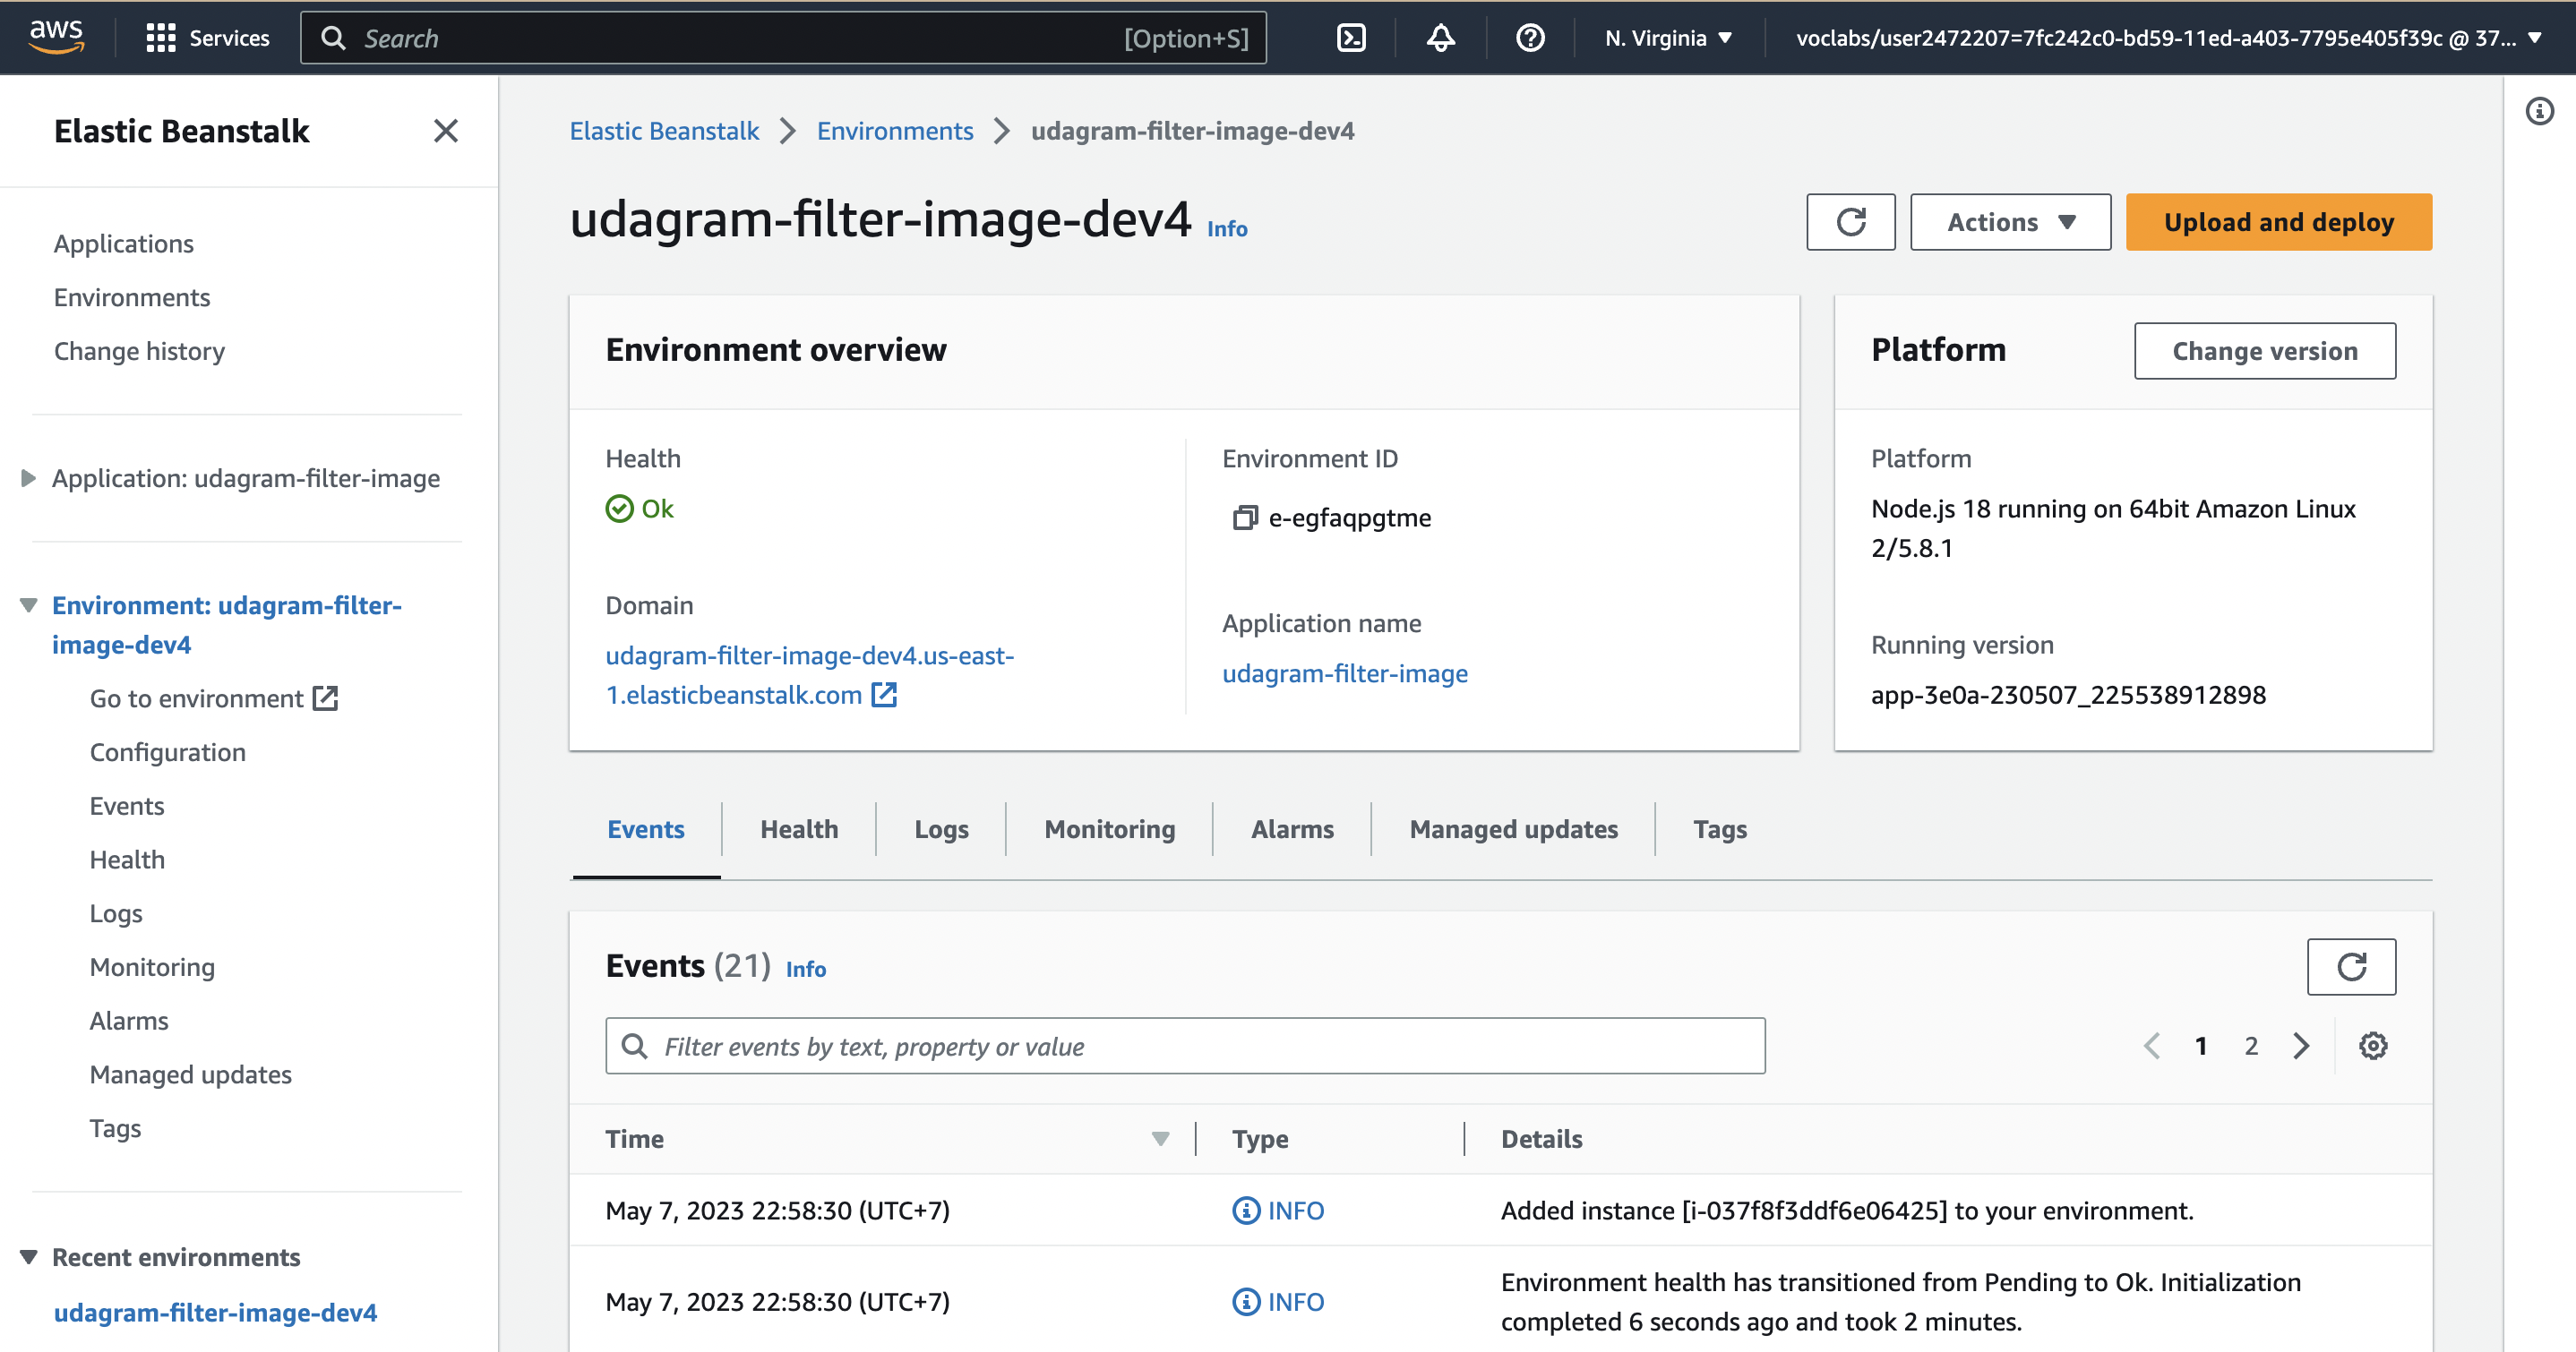 aws
Services
Search
[Option+S]
N. Virginia
voclabs/user2472207=7fc242c0-bd59-11ed-a403-7795e405f39c @ 37...
Elastic Beanstalk
Applications
Environments
Change history
Application: udagram-filter-image
Environment: udagram-filter-
image-dev4
Go to environment
Configuration
Events
Health
Logs
Monitoring
Alarms
Managed updates
Tags
Recent environments
udagram-filter-image-dev4
Elastic Beanstalk > Environments > udagram-filter-image-dev4
udagram-filter-image-dev4 Info
Actions
Upload and deploy
Environment overview
Health
Ok
Domain
udagram-filter-image-dev4.us-east-
1.elasticbeanstalk.com
Environment ID
e-egfaqpgtme
Application name
udagram-filter-image
Platform
Change version
Platform
Node.js 18 running on 64bit Amazon Linux
2/5.8.1
Running version
app-3e0a-230507_225538912898
Events Health Logs Monitoring Alarms Managed updates Tags
Events (21) Info
Filter events by text, property or value
1 2
Time Type Details
May 7, 2023 22:58:30 (UTC+7) INFO Added instance [i-037f8f3ddf6e06425] to your environment.
May 7, 2023 22:58:30 (UTC+7) INFO Environment health has transitioned from Pending to Ok. Initialization
completed 6 seconds ago and took 2 minutes.